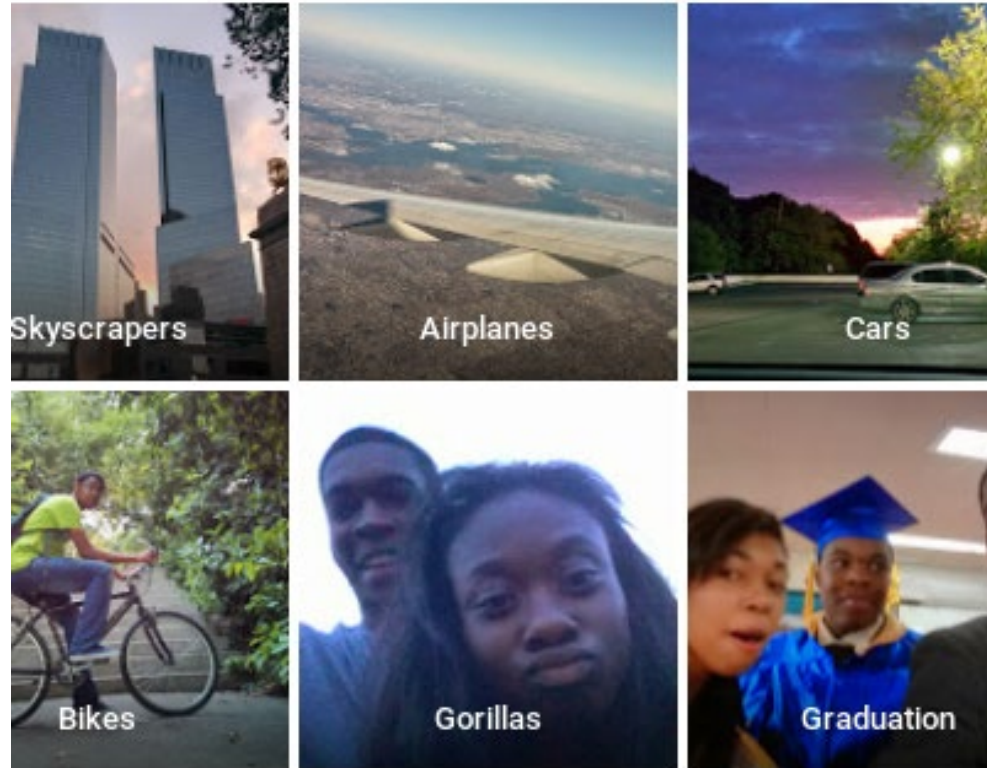 Skyscrapers
Airplanes
Cars
Bikes
Gorillas
Graduation